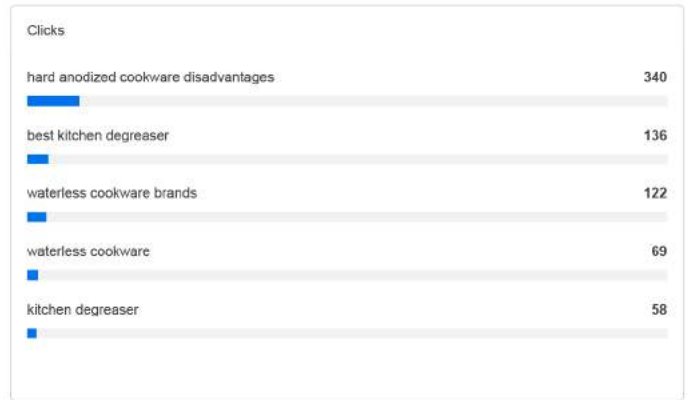 Clicks
hard anodized cookware disadvantages 340
best kitchen degreaser 136
waterless cookware brands 122
waterless cookware 69
kitchen degreaser 58